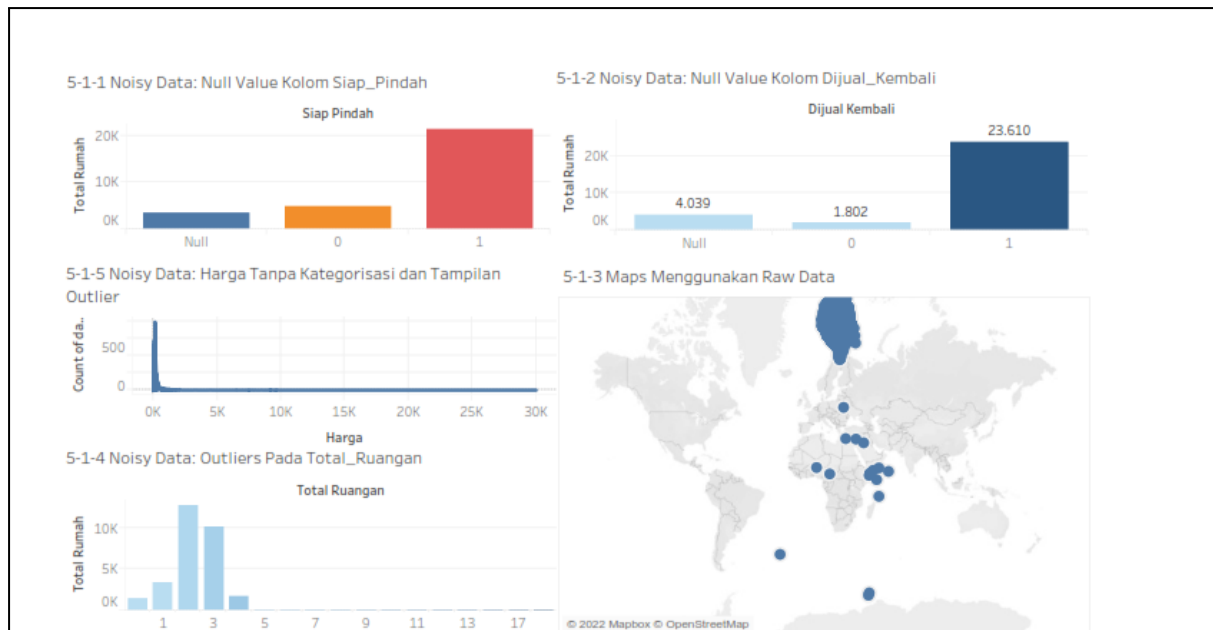 5-1-1 Noisy Data: Null Value Kolom Siap_Pindah
Siap Pindah
Total Rumah
20K
10K
0K
Null
0
1
5-1-2 Noisy Data: Null Value Kolom Dijual_Kembali
Dijual Kembali
Total Rumah
20K
10K
0K
4.039
1.802
23.610
Null
0
1
5-1-5 Noisy Data: Harga Tanpa Kategorisasi dan Tampilan
Outlier
Count of da..
500
0
0K
5K
10K
15K
20K
25K
30K
Harga
5-1-3 Maps Menggunakan Raw Data
© 2022 Mapbox © OpenStreetMap
5-1-4 Noisy Data: Outliers Pada Total_Ruangan
Total Ruangan
Total Rumah
10K
5K
0K
1
3
5
7
9
11
13
17